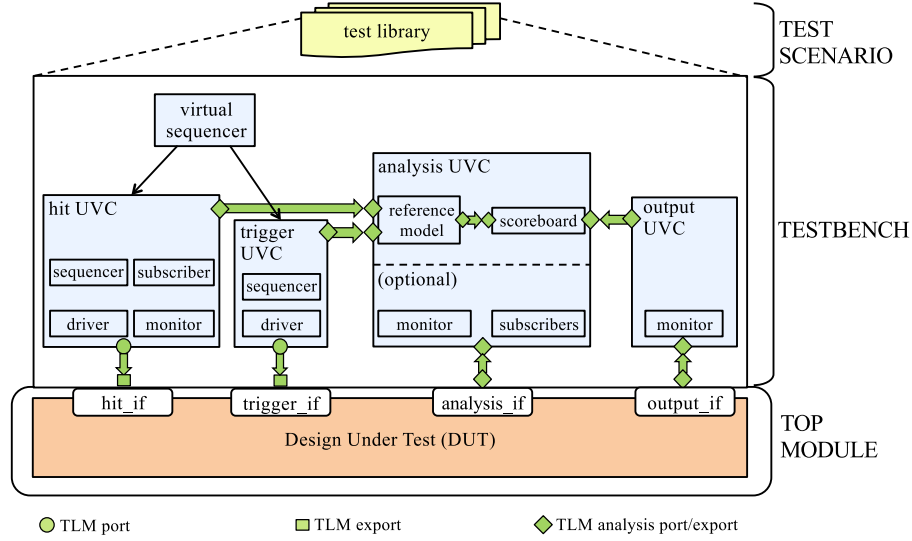 test library
TEST
SCENARIO
virtual
sequencer
analysis UVC
hit UVC
reference
model
scoreboard
output
UVC
trigger
UVC
TESTBENCH
sequencer
subscriber
sequencer
(optional)
driver
monitor
driver
monitor
subscribers
monitor
hit_if
trigger_if
analysis_if
output_if
Design Under Test (DUT)
TOP
MODULE
TLM port
TLM export
TLM analysis port/export